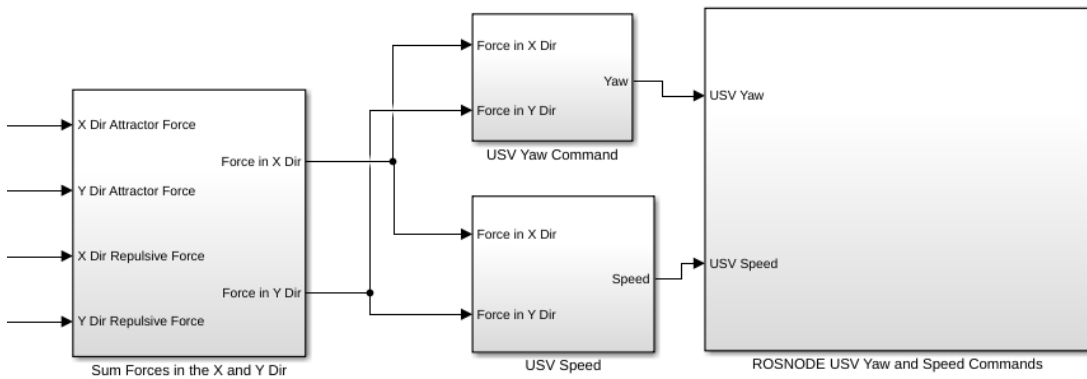 X Dir Attractor Force
Y Dir Attractor Force
X Dir Repulsive Force
Y Dir Repulsive Force
Force in X Dir
Force in Y Dir
Sum Forces in the X and Y Dir
Force in X Dir
Force in Y Dir
Yaw
USV Yaw Command
Force in X Dir
Force in Y Dir
Speed
USV Speed
USV Yaw
USV Speed
ROSNODE USV Yaw and Speed Commands